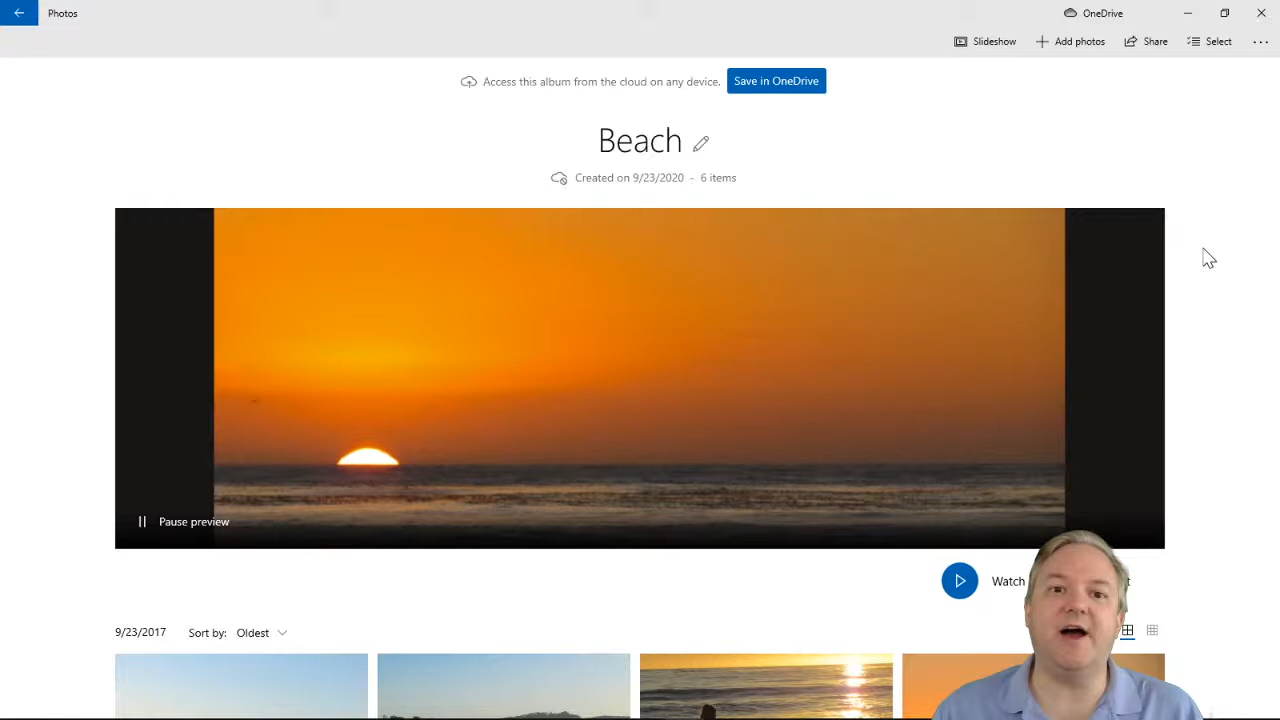 Photos
OneDrive
Slideshow
Add photos
Share
Select
Access this album from the cloud on any device.
Save in OneDrive
Beach
Created on 9/23/2020 - 6 items
Pause preview
Watch
9/23/2017
Sort by: Oldest